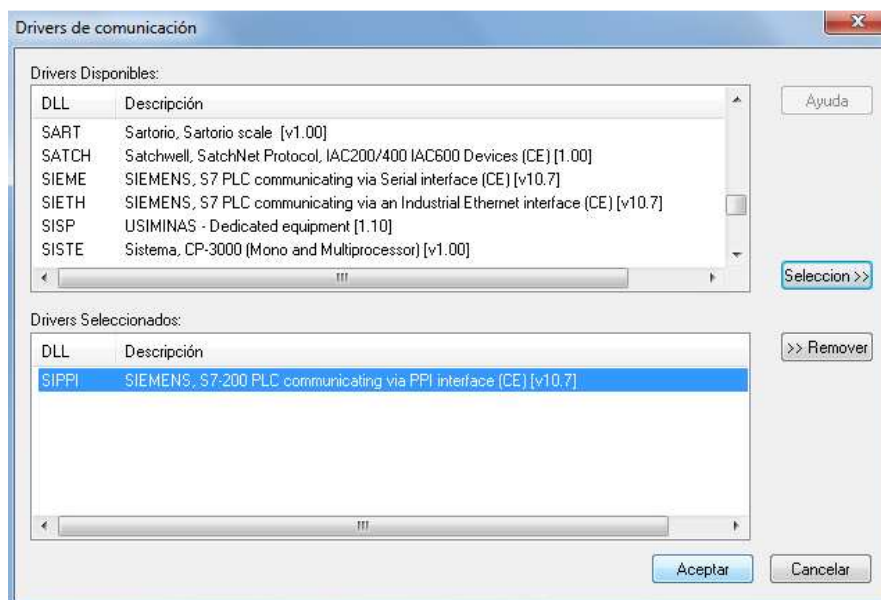 Drivers de comunicación
Drivers Disponibles:
DLL Descripción
Ayuda
SART Sartorio, Sartorio scale [v1.00]
SATCH Satchwell, SatchNet Protocol, IAC200/400 IAC600 Devices (CE) [1.00]
SIEME SIEMENS, S7 PLC communicating via Serial interface (CE) [v10.7]
SIETH SIEMENS, S7 PLC communicating via an Industrial Ethernet interface (CE) [v10.7]
SISP USIMINAS - Dedicated equipment [1.10]
SISTE Sistema, CP-3000 (Mono and Multiprocessor) [v1.00]
Seleccion >>
Drivers Seleccionados:
DLL Descripción
>> Remover
SIPPI SIEMENS, S7-200 PLC communicating via PPI interface (CE) [v10.7]
Aceptar Cancelar